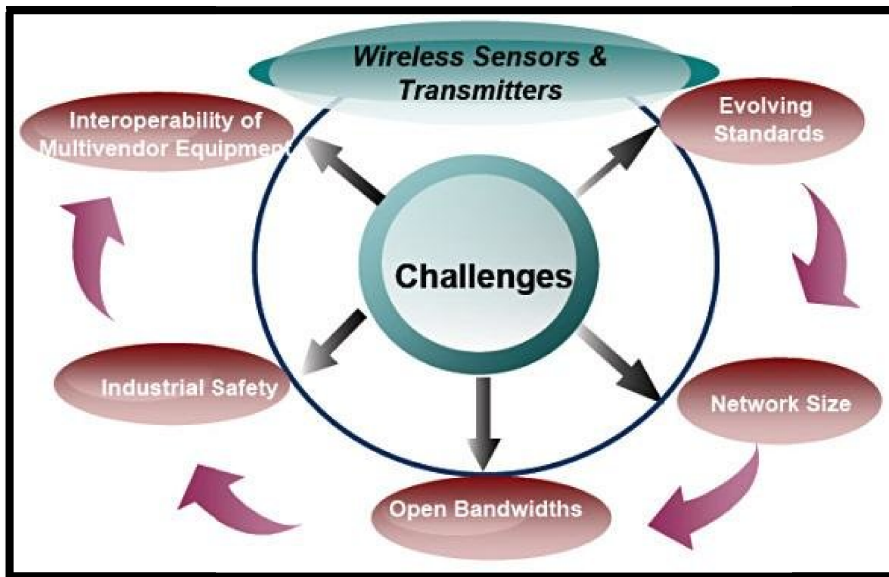 Wireless Sensors &
Transmitters
Interoperability of
Multivendor Equipment
Evolving
Standards
Challenges
Industrial Safety
Network Size
Open Bandwidths